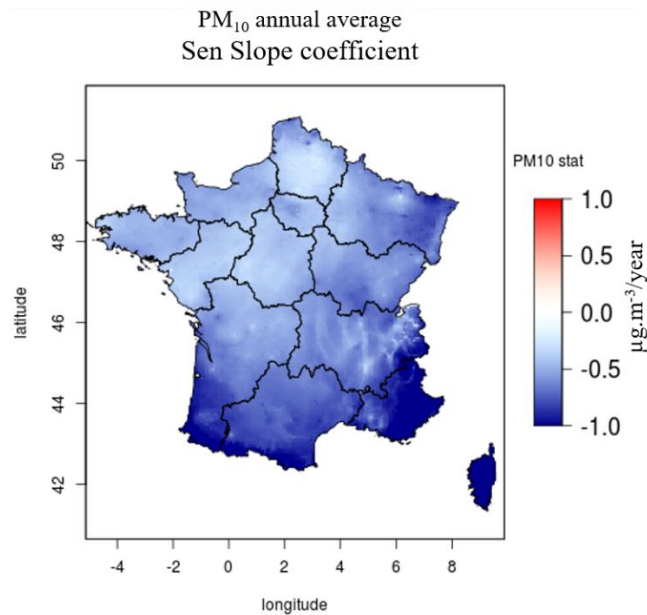 PM₁₀ annual average
Sen Slope coefficient
50
48
46
44
42
latitude
-4
-2
0
2
4
6
8
longitude
PM10 stat
1.0
0.5
0.0
-0.5
-1.0
µg.m⁻³/year